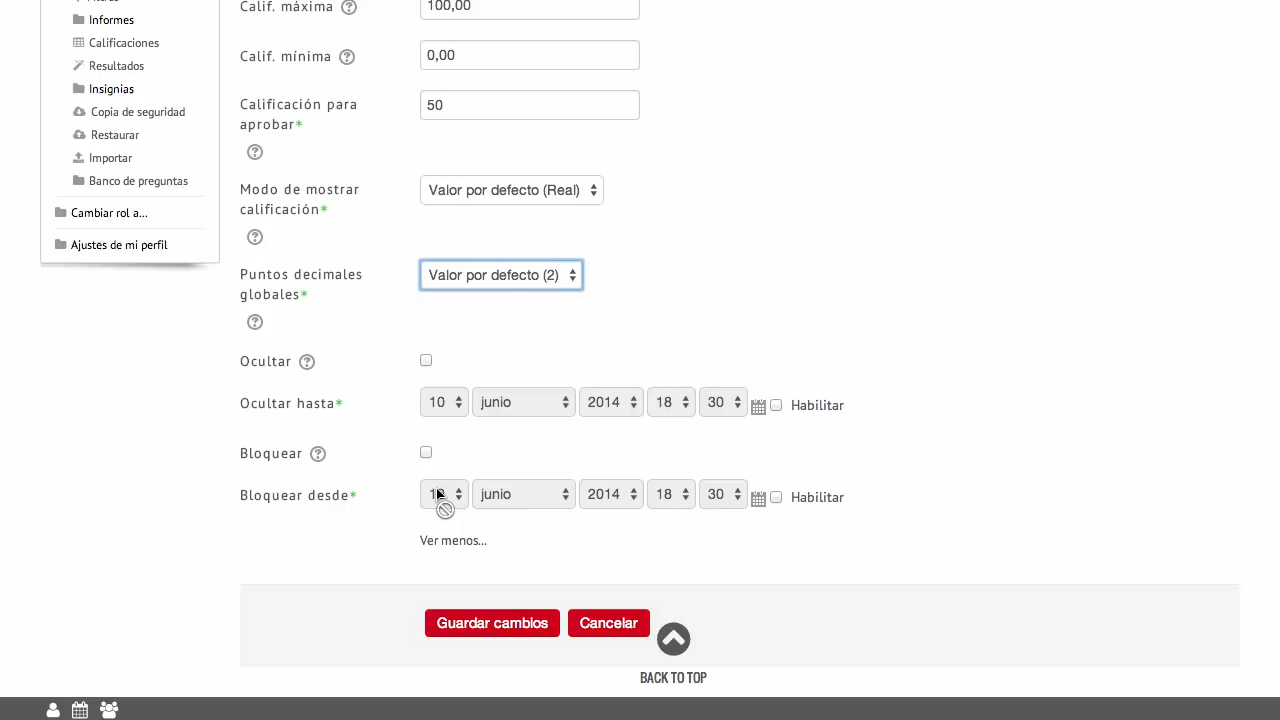 Informes
Calificaciones
Resultados
Insignias
Copia de seguridad
Restaurar
Importar
Banco de preguntas
Cambiar rol a...
Ajustes de mi perfil
Calif. máxima 100,00
Calif. mínima 0,00
Calificación para
aprobar* 50
Modo de mostrar
calificación* Valor por defecto (Real)
Puntos decimales
globales* Valor por defecto (2)
Ocultar
Ocultar hasta* 10 junio 2014 18 30 Habilitar
Bloquear
Bloquear desde* junio 2014 18 30 Habilitar
Ver menos...
Guardar cambios Cancelar
BACK TO TOP